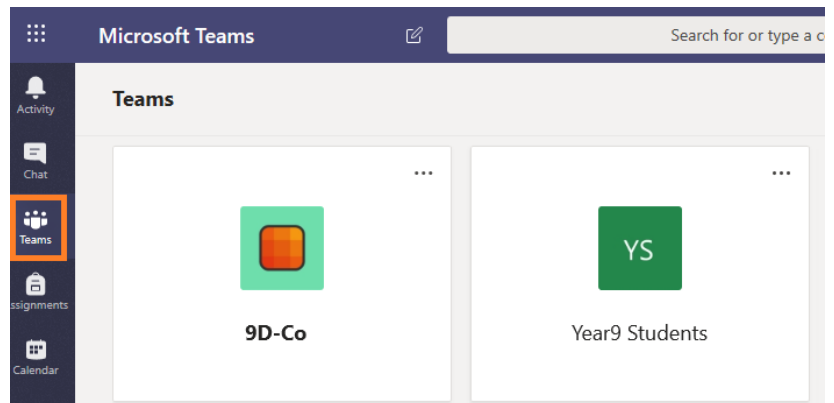 Microsoft Teams
Search for or type a c
Activity
Chat
Teams
ssignments
Calendar
Teams
...
...
YS
9D-Co
Year9 Students